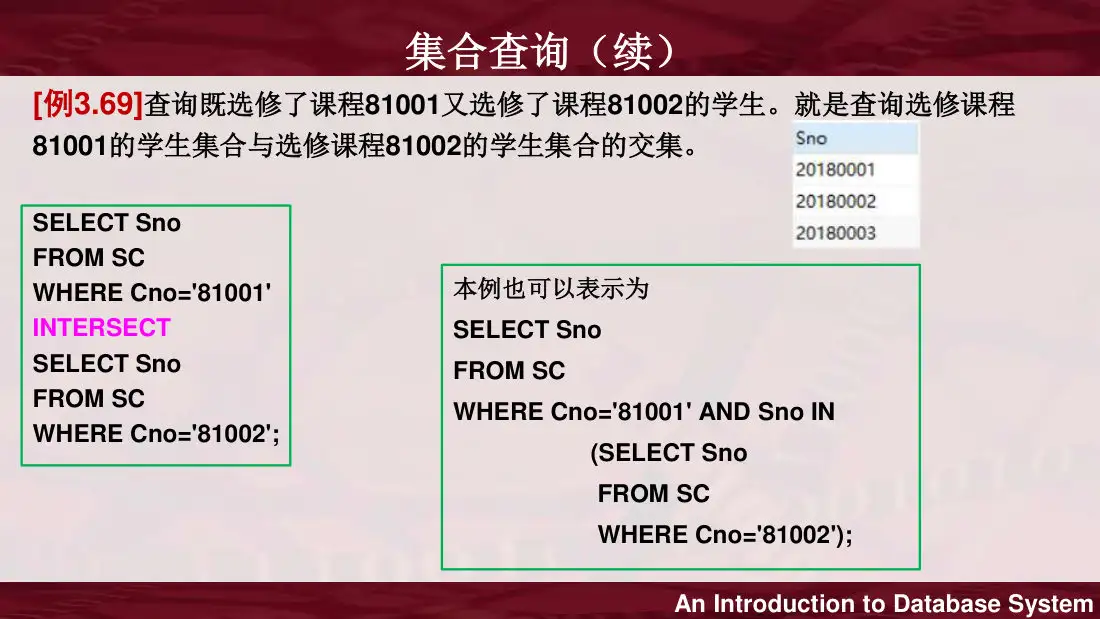 集合查询（续）
[例3.69]查询既选修了课程81001又选修了课程81002的学生。就是查询选修课程
81001的学生集合与选修课程81002的学生集合的交集。
Sno
20180001
20180002
20180003
SELECT Sno
FROM SC
WHERE Cno='81001'
INTERSECT
SELECT Sno
FROM SC
WHERE Cno='81002';
本例也可以表示为
SELECT Sno
FROM SC
WHERE Cno='81001' AND Sno IN
(SELECT Sno
FROM SC
WHERE Cno='81002');
An Introduction to Database System